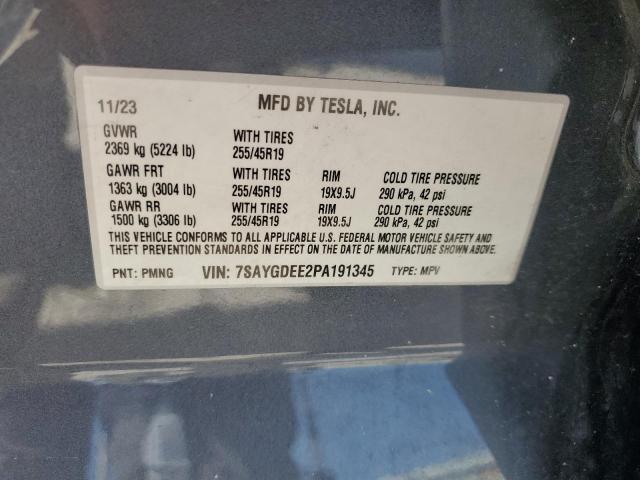 11/23 MFD BY TESLA, INC.
GVWR WITH TIRES
2369 kg (5224 lb) 255/45R19
GAWR FRT WITH TIRES RIM COLD TIRE PRESSURE
1363 kg (3004 lb) 255/45R19 19X9.5J 290 kPa, 42 psi
GAWR RR WITH TIRES RIM COLD TIRE PRESSURE
1500 kg (3306 lb) 255/45R19 19X9.5J 290 kPa, 42 psi
THIS VEHICLE CONFORMS TO ALL APPLICABLE U.S. FEDERAL MOTOR VEHICLE SAFETY AND
THEFT PREVENTION STANDARDS IN EFFECT ON THE DATE OF MANUFACTURE SHOWN ABOVE.
PNT: PMNG VIN: 7SAYGDEE2PA191345 TYPE: MPV